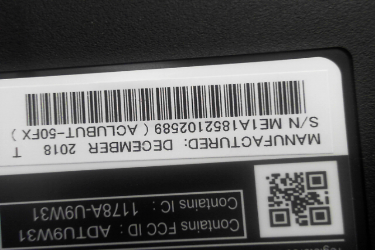 MANUFACTURED: DECEMBER 2018 T
S/N ME1A1852102589 ( ACLUBUT-50FX )
Contains FCC ID : ADTU9W31
Contains IC : 1178A-U9W31